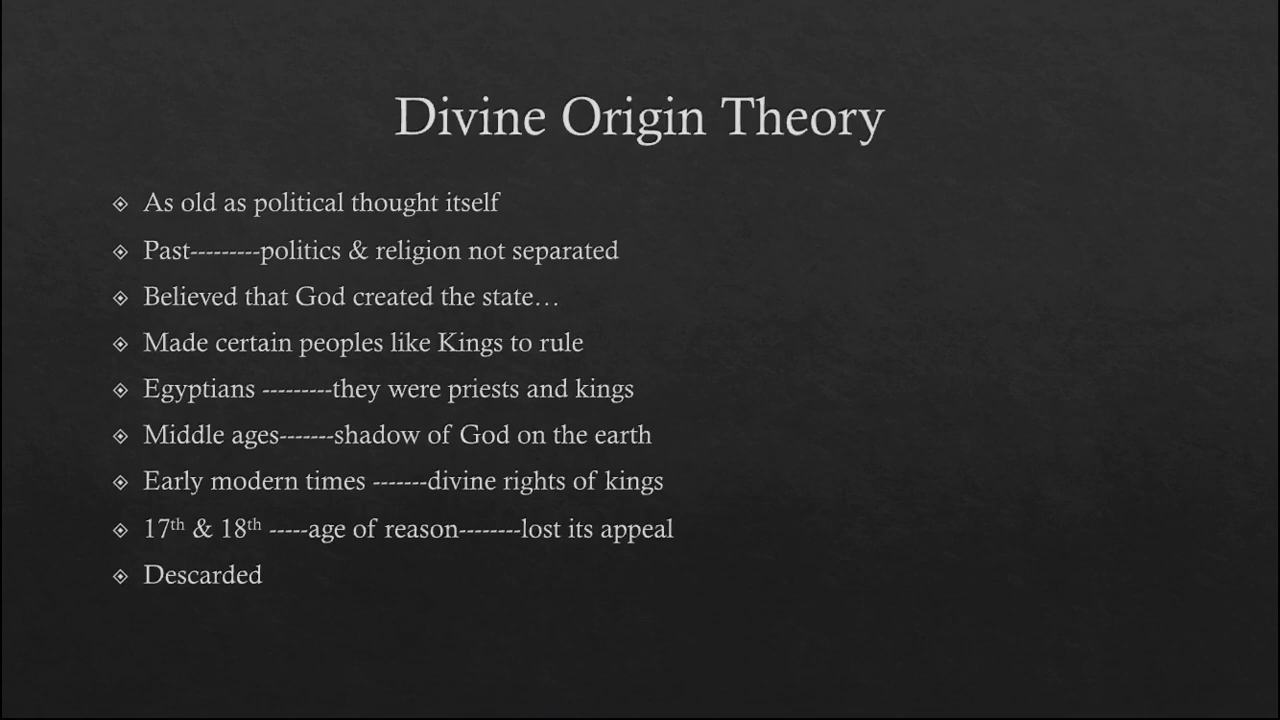 Divine Origin Theory
As old as political thought itself
Past---------politics & religion not separated
Believed that God created the state…
Made certain peoples like Kings to rule
Egyptians ---------they were priests and kings
Middle ages-------shadow of God on the earth
Early modern times -------divine rights of kings
17th & 18th -----age of reason--------lost its appeal
Descarded